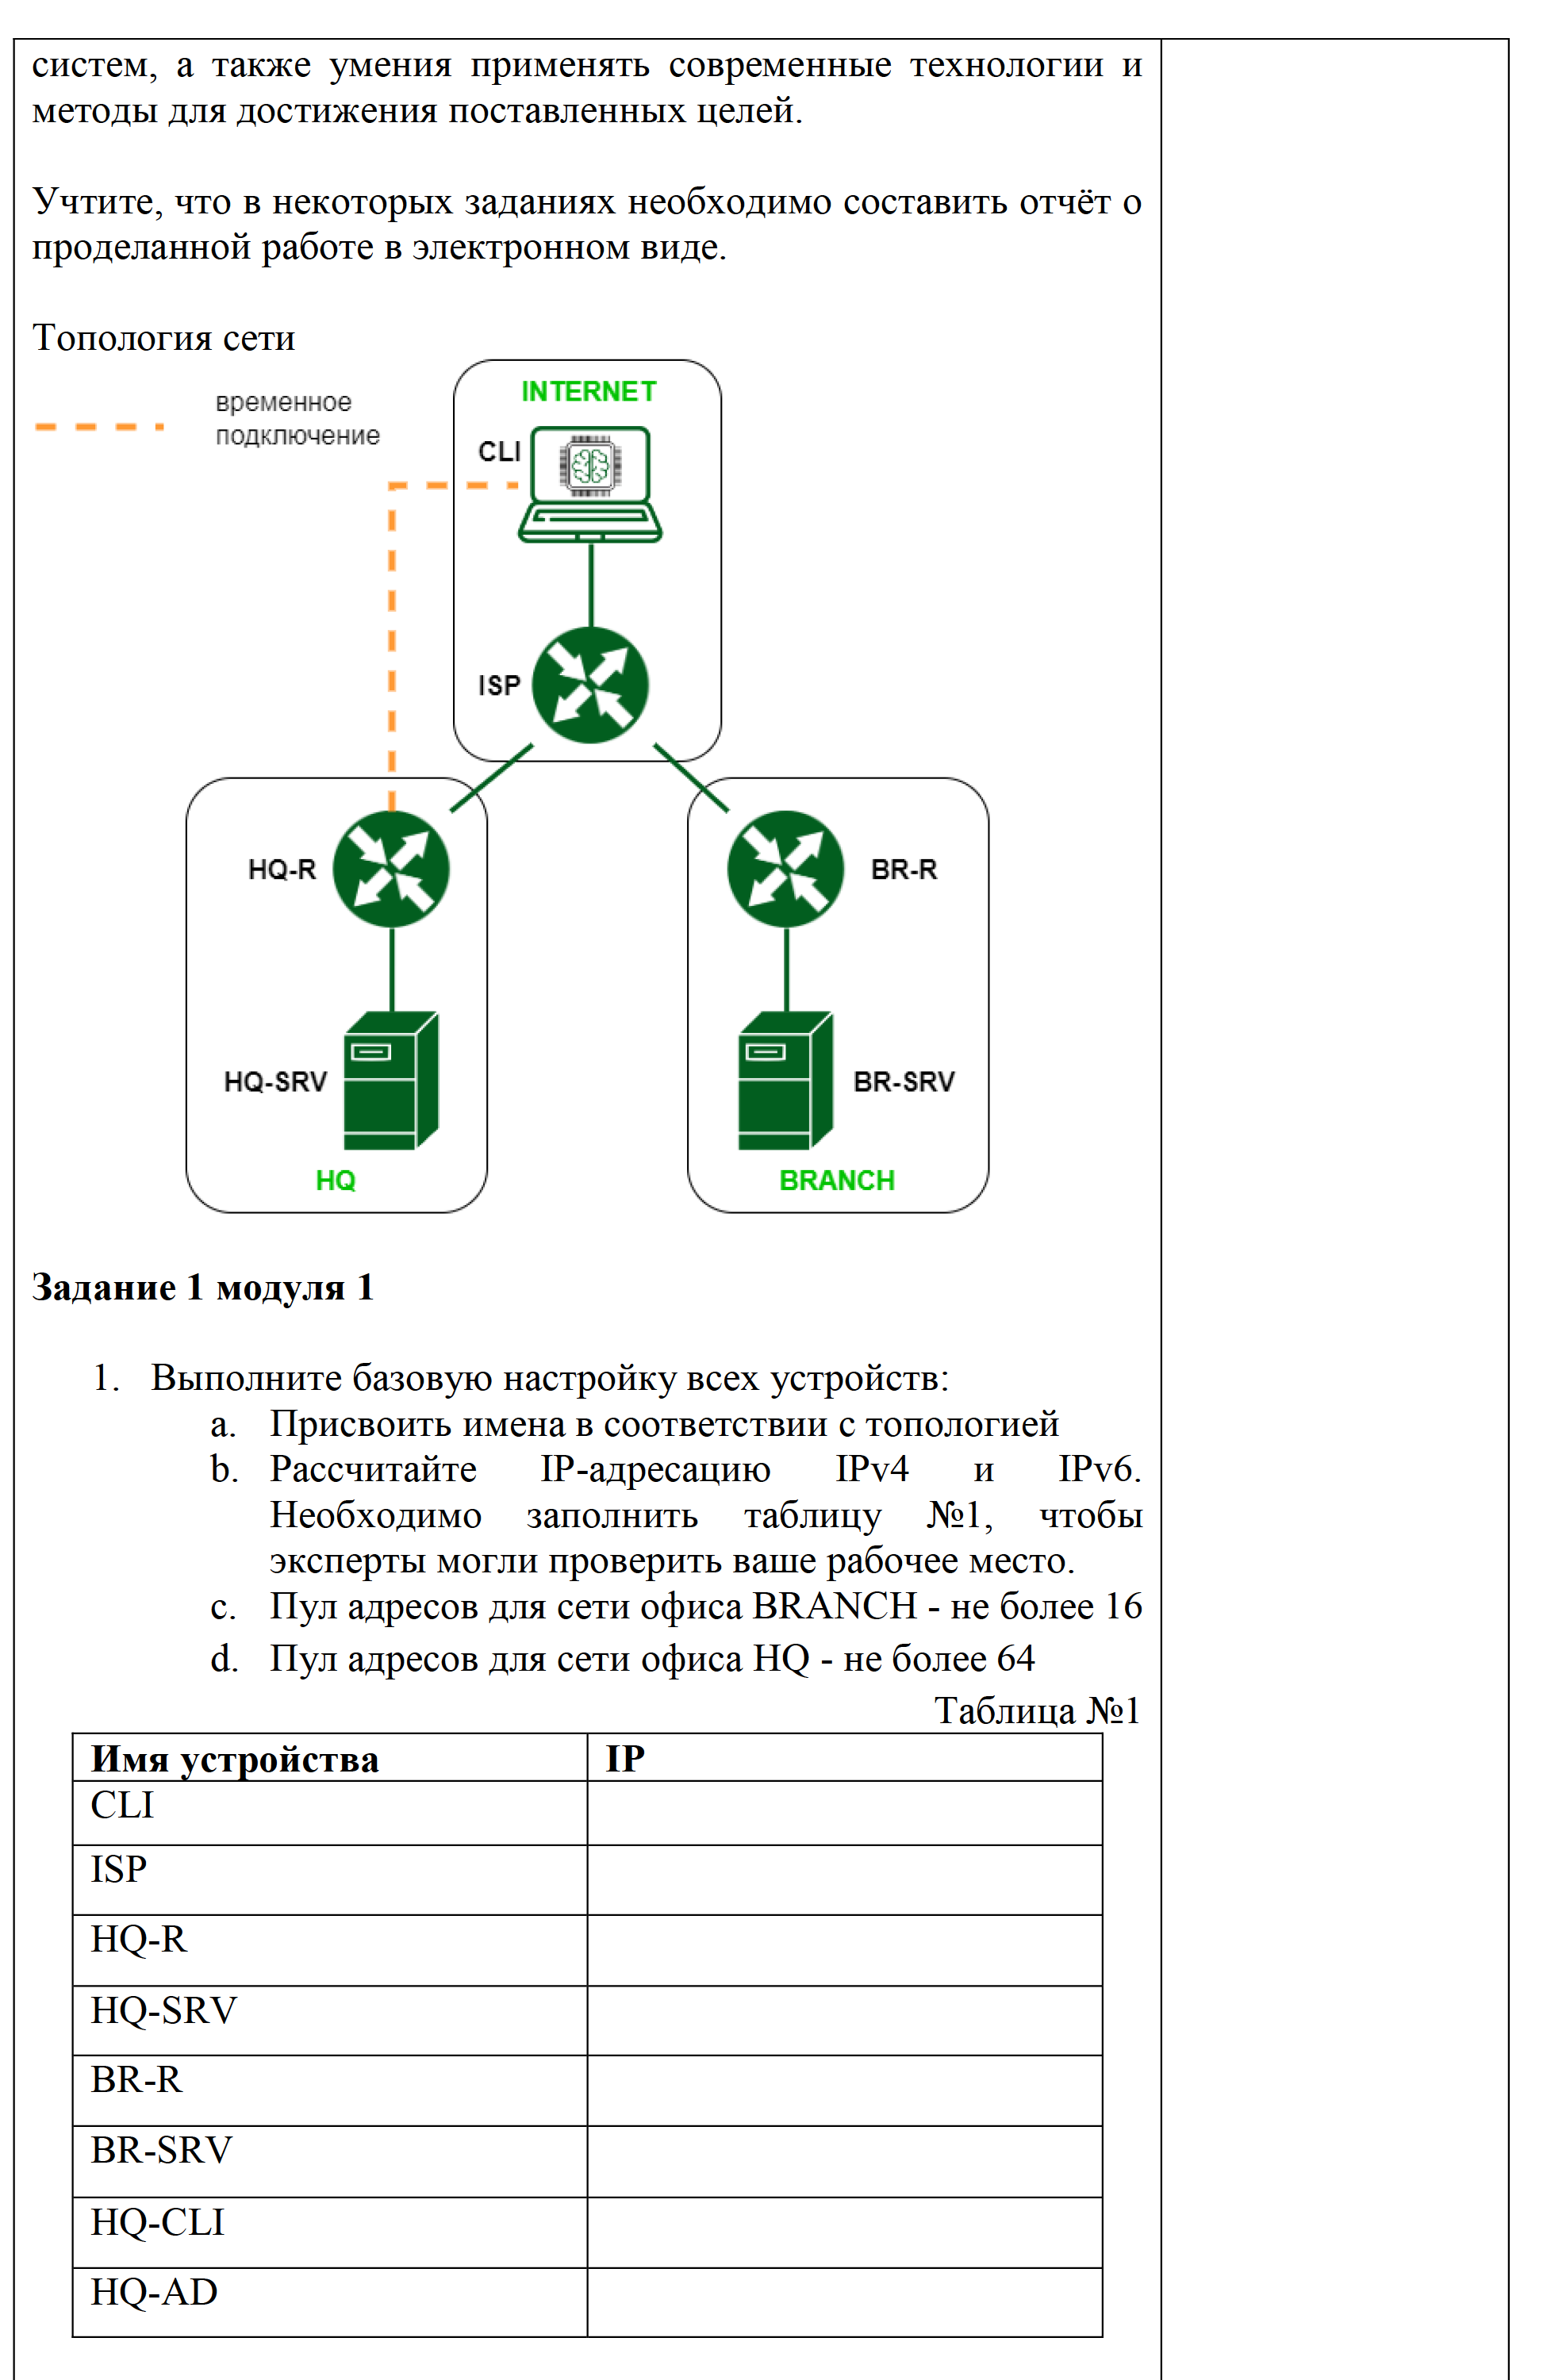 систем, а также умения применять современные технологии и
методы для достижения поставленных целей.
Учтите, что в некоторых заданиях необходимо составить отчёт о
проделанной работе в электронном виде.
Топология сети
временное
подключение
INTERNET
CLI
ISP
HQ-R
BR-R
HQ-SRV
BR-SRV
HQ
BRANCH
Задание 1 модуля 1
1. Выполните базовую настройку всех устройств:
a. Присвоить имена в соответствии с топологией
b. Рассчитайте IP-адресацию IPv4 и IPv6.
Необходимо заполнить таблицу №1, чтобы
эксперты могли проверить ваше рабочее место.
c. Пул адресов для сети офиса BRANCH - не более 16
d. Пул адресов для сети офиса HQ - не более 64
Таблица №1
Имя устройства IP
CLI
ISP
HQ-R
HQ-SRV
BR-R
BR-SRV
HQ-CLI
HQ-AD